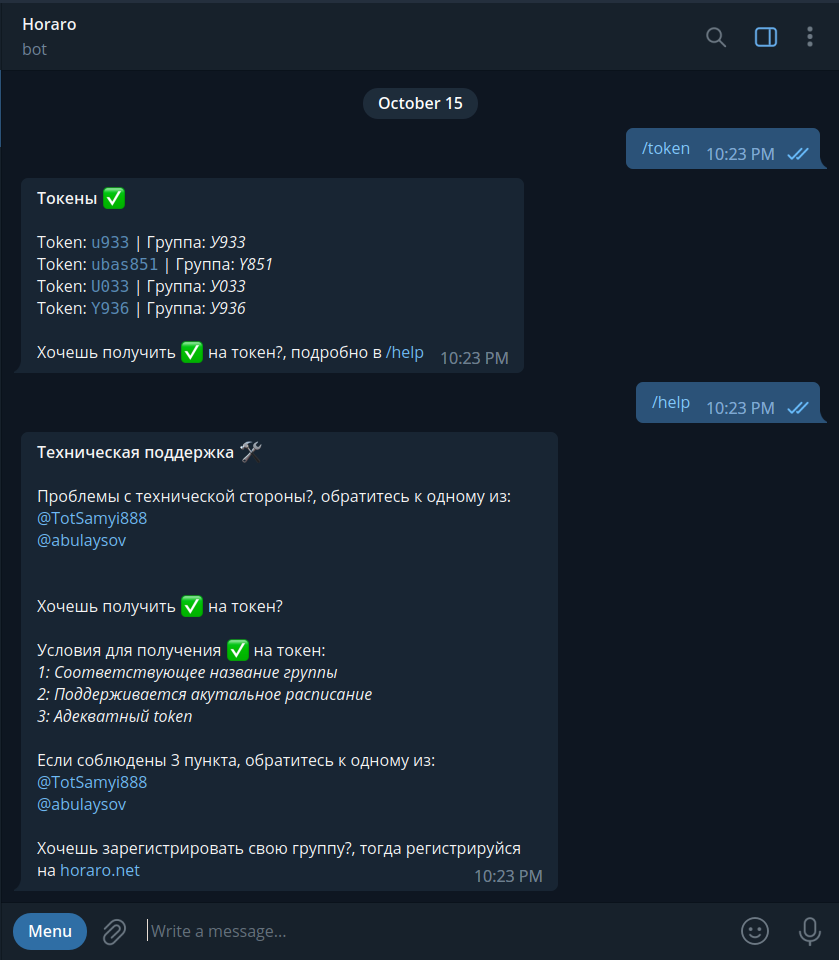 Horaro
bot
October 15
/token 10:23 PM
Токены ✅
Token: u933 | Группа: У933
Token: ubas851 | Группа: Y851
Token: U033 | Группа: У033
Token: Y936 | Группа: У936
Хочешь получить ✅ на токен?, подробно в /help 10:23 PM
/help 10:23 PM
Техническая поддержка 🛠
Проблемы с технической стороны?, обратитесь к одному из:
@TotSamyi888
@abulaysov
Хочешь получить ✅ на токен?
Условия для получения ✅ на токен:
1: Соответствующее название группы
2: Поддерживается акутальное расписание
3: Адекватный token
Если соблюдены 3 пункта, обратитесь к одному из:
@TotSamyi888
@abulaysov
Хочешь зарегистрировать свою группу?, тогда регистрируйся
на horaro.net 10:23 PM
Menu Write a message...